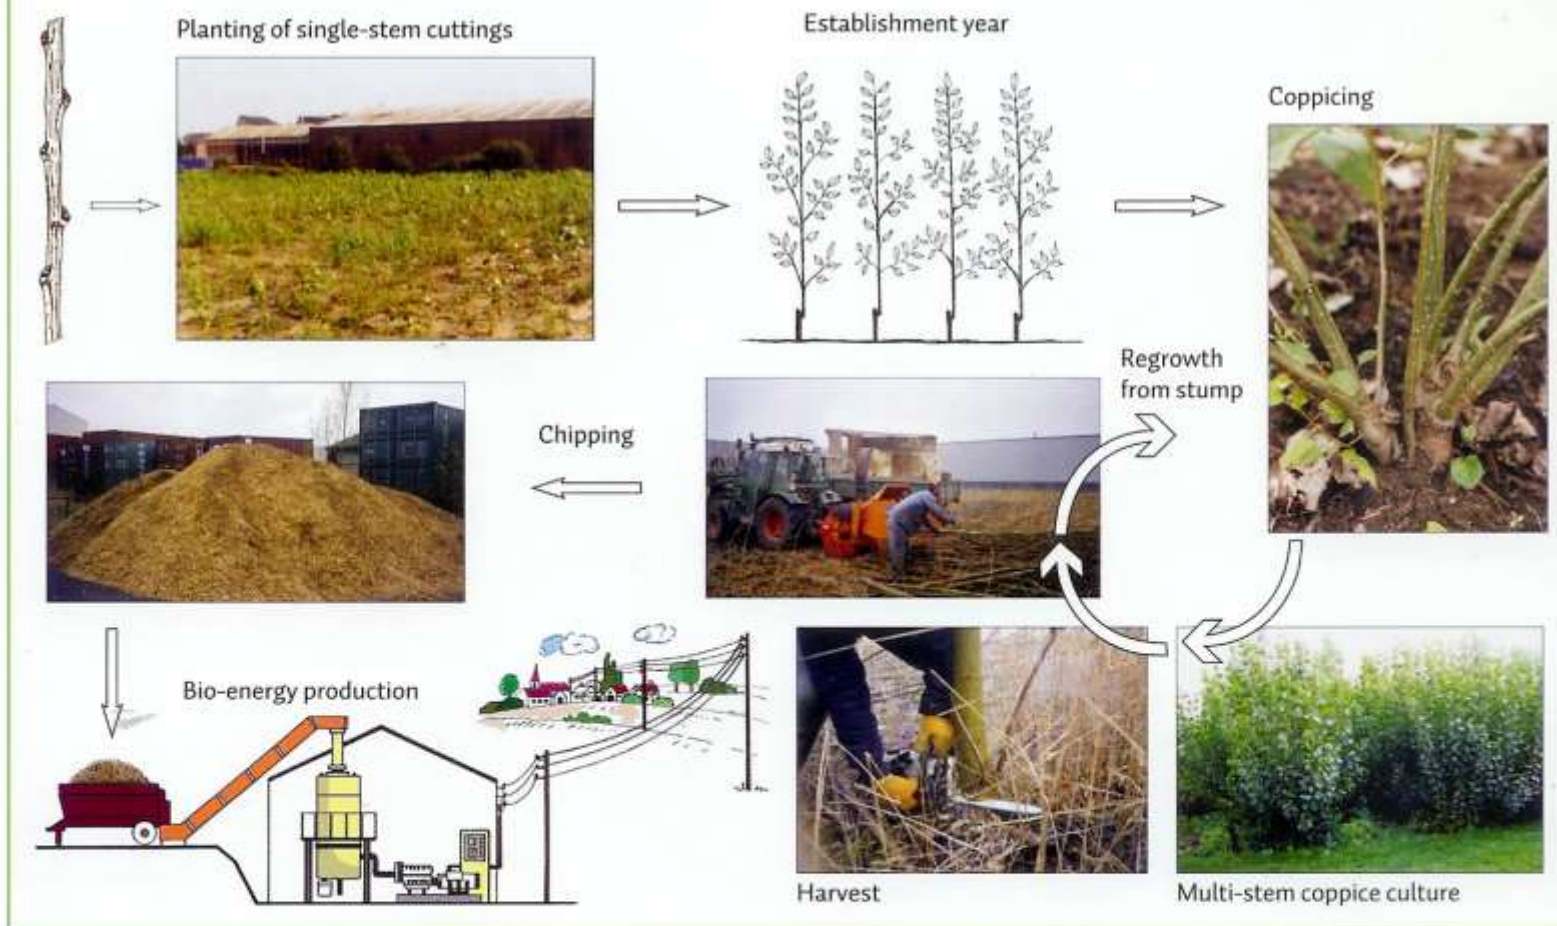 Planting of single-stem cuttings
Establishment year
Coppicing
Regrowth
from stump
Chipping
Bio-energy production
Harvest
Multi-stem coppice culture